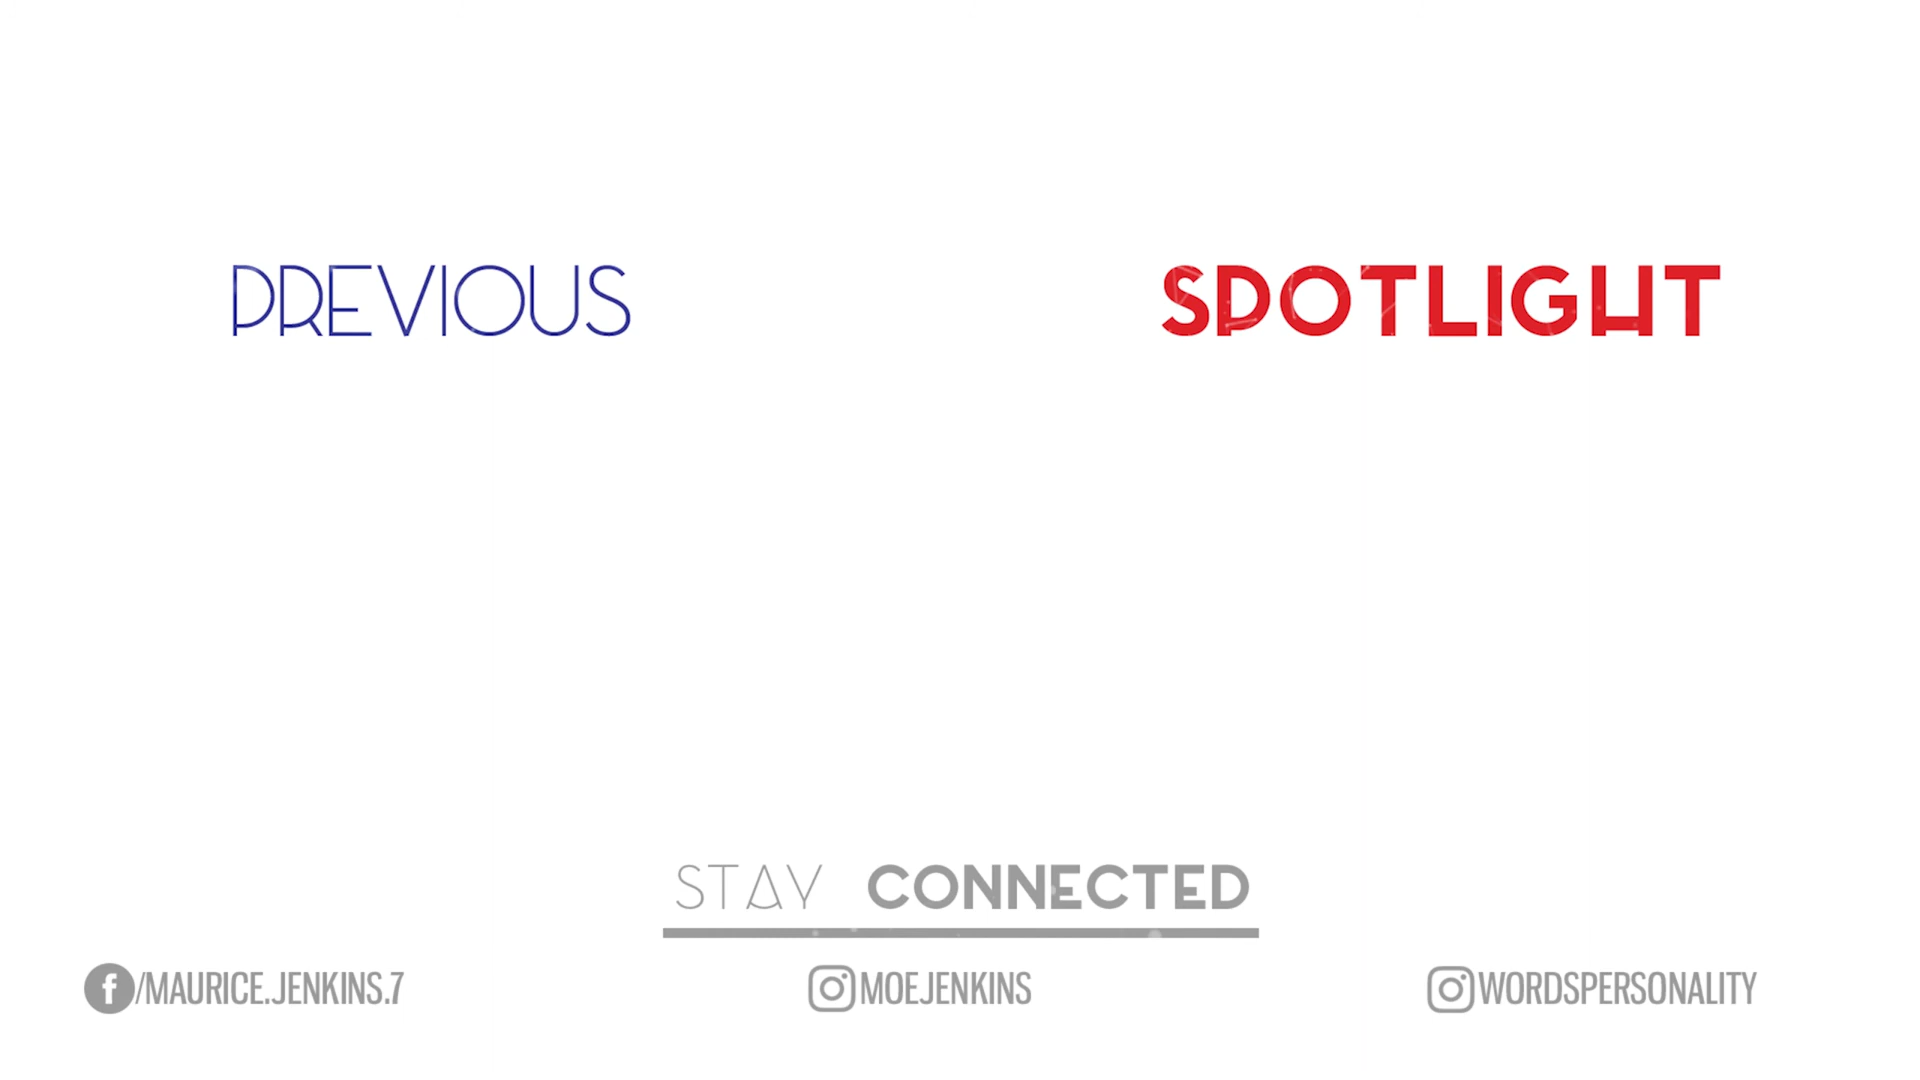 PREVIOUS
SPOTLIGHT
STAY CONNECTED
/MAURICE.JENKINS.7
MOEJENKINS
WORDSPERSONALITY